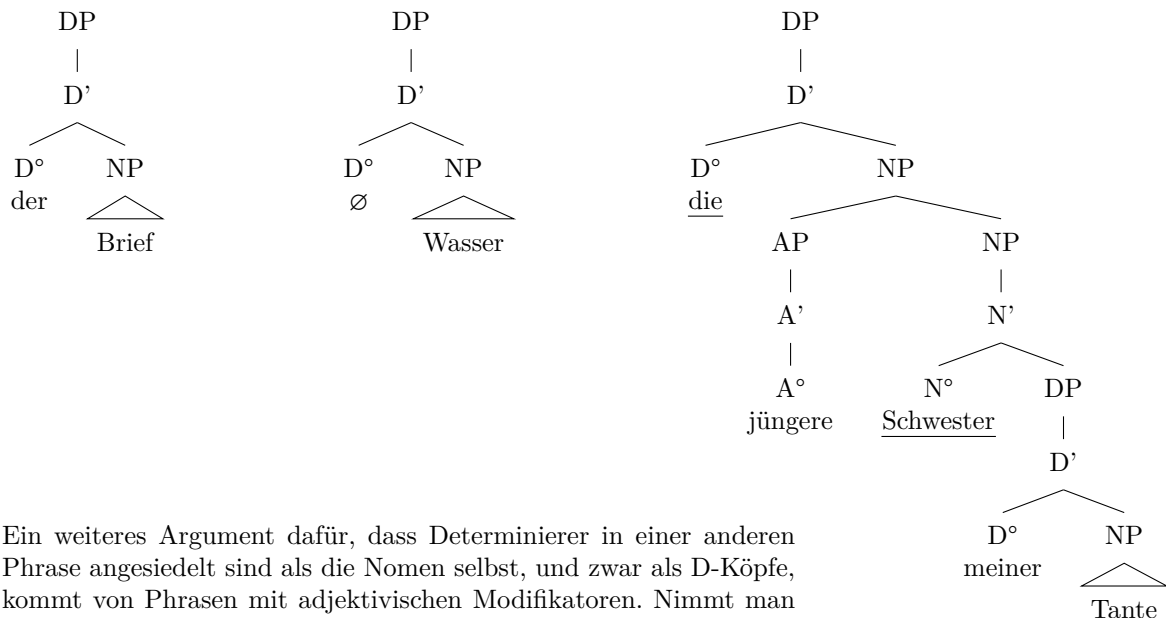 DP DP DP
D’ D’ D’
D° NP D° NP D° NP
der ∅ die
Brief Wasser
AP NP
A’ N’
A° N° DP
jüngere Schwester
D’
D° NP
meiner
Tante
Ein weiteres Argument dafür, dass Determinierer in einer anderen
Phrase angesiedelt sind als die Nomen selbst, und zwar als D-Köpfe,
kommt von Phrasen mit adjektivischen Modifikatoren. Nimmt man